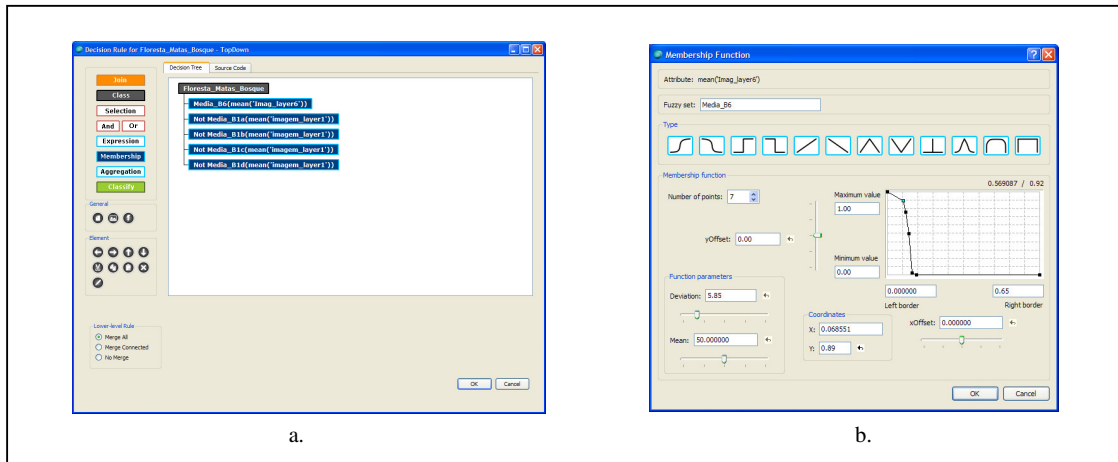 Decision Rule for Floresta_Matas_Bosque - TopDown
Decision Tree
Source Code
Join
Class
Selection
And
Or
Expression
Membership
Aggregation
Classify
General
Element
Lower-level Rule
Merge All
Merge Connected
No Merge
Floresta_Matas_Bosque
Media_B6(mean('Imag_layer6'))
Not Media_B1a(mean('imagem_layer1'))
Not Media_B1b(mean('imagem_layer1'))
Not Media_B1c(mean('imagem_layer1'))
Not Media_B1d(mean('imagem_layer1'))
OK
Cancel
a.
Membership Function
Attribute: mean('Imag_layer6')
Fuzzy set: Media_B6
Type
Membership function
Number of points: 7
Maximum value
1.00
0.569087 / 0.92
yOffset: 0.00
Minimum value
0.00
Function parameters
Deviation: 5.85
Mean: 50.000000
0.000000
0.65
Left border
Right border
Coordinates
X: 0.068551
Y: 0.89
xOffset: 0.000000
OK
Cancel
b.